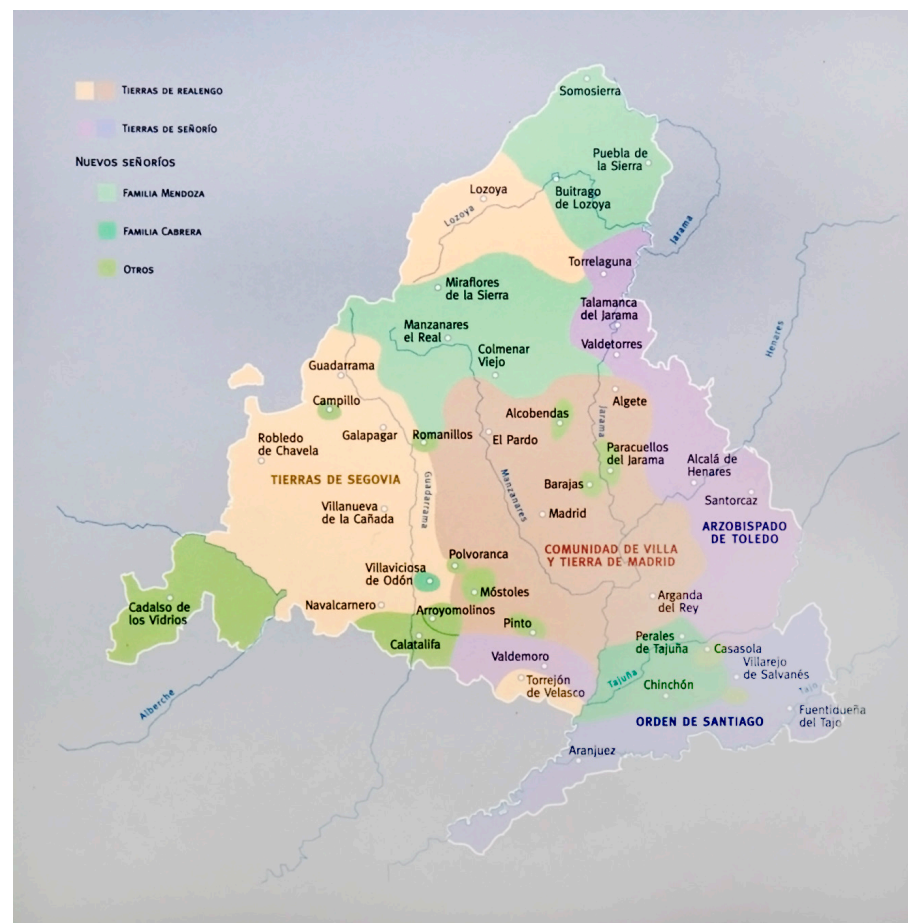 Tierras de realengo
Tierras de señorío
Nuevos señoríos
Familia Mendoza
Familia Cabrera
Otros
Somosierra
Puebla de
la Sierra
Buitrago
de Lozoya
Lozoya
Lozoya
Jarama
Torrelaguna
Miraflores
de la Sierra
Talamanca
del Jarama
Manzanares
el Real
Valdetorres
Colmenar
Viejo
Henares
Guadarrama
Campillo
Algete
Alcobendas
Jarama
Galapagar
Romanillos
El Pardo
Robledo
de Chavela
Paracuellos
del Jarama
Alcalá de
Henares
TIERRAS DE SEGOVIA
Guadarrama
Manzanares
Barajas
Santorcaz
Villanueva
de la Cañada
Madrid
ARZOBISPADO
DE TOLEDO
Polvoranca
COMUNIDAD DE VILLA
Y TIERRA DE MADRID
Villaviciosa
de Odón
Móstoles
Arganda
del Rey
Cadalso de
los Vidrios
Navalcarnero
Arroyomolinos
Pinto
Perales
de Tajuña
Casasola
Calatalifa
Valdemoro
Villarejo
de Salvanés
Torrejón
de Velasco
Tajuña
Chinchón
Tajo
Alberche
Fuentidueña
del Tajo
ORDEN DE SANTIAGO
Aranjuez